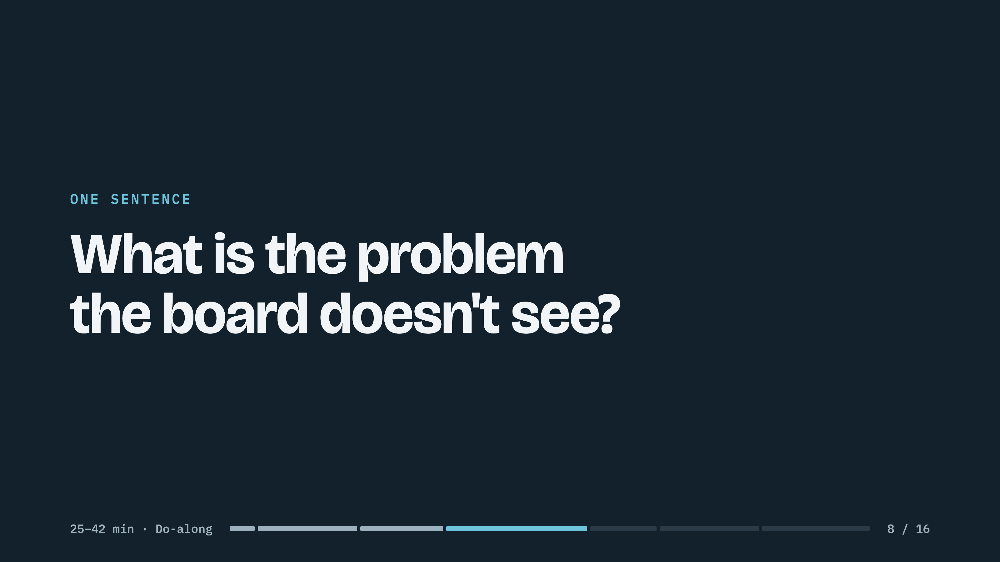 ONE SENTENCE
What is the problem
the board doesn't see?
25–42 min · Do-along
8 / 16